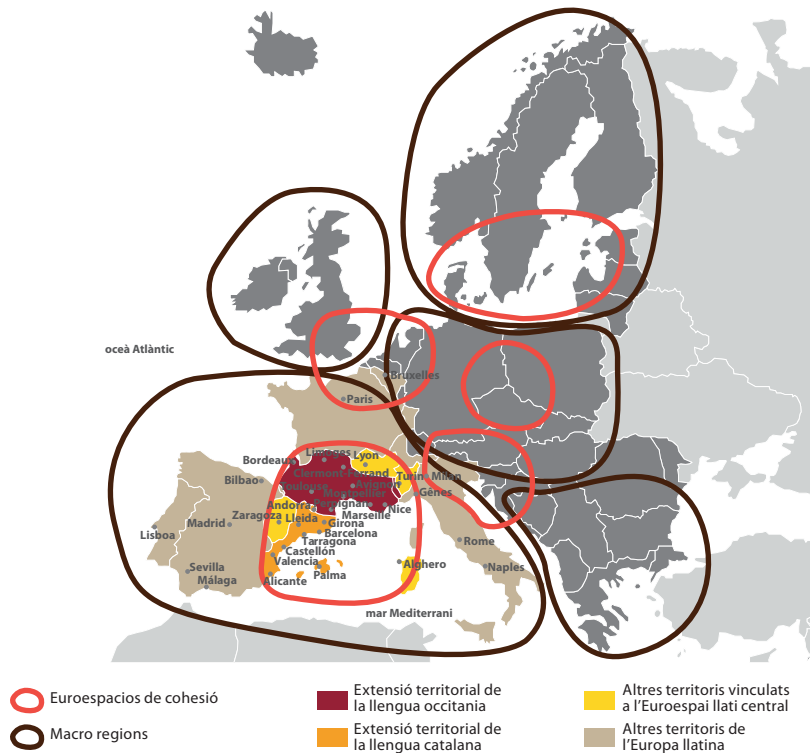 oceà Atlàntic
Bruxelles
Paris
Bordeau
Limoges
Lyon
Clermont-Ferrand
Turin
Milan
Bilbao
Toulouse
Avignon
Montpellier
Gênes
Andorra
Perpignan
Nice
Zaragoza
Lleida
Marseille
Girona
Madrid
Barcelona
Lisboa
Tarragona
Rome
Castellón
Valencia
Alghero
Naples
Sevilla
Palma
Málaga
Alicante
mar Mediterrani
Euroespacios de cohesió
Macro regions
Extensió territorial de
la llengua occitania
Extensió territorial de
la llengua catalana
Altres territoris vinculats
a l’Euroespai llati central
Altres territoris de
l’Europa llatina